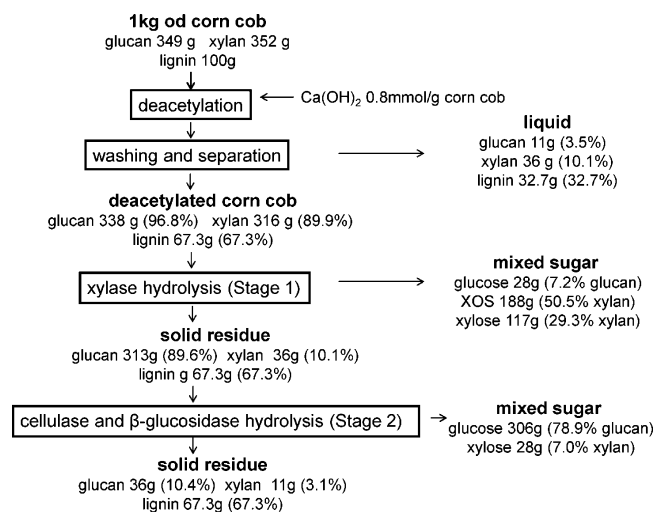 1kg od corn cob
glucan 349 g xylan 352 g
lignin 100g
deacetylation
Ca(OH)₂ 0.8mmol/g corn cob
washing and separation
liquid
glucan 11g (3.5%)
xylan 36 g (10.1%)
lignin 32.7g (32.7%)
deacetylated corn cob
glucan 338 g (96.8%) xylan 316 g (89.9%)
lignin 67.3g (67.3%)
xylase hydrolysis (Stage 1)
mixed sugar
glucose 28g (7.2% glucan)
XOS 188g (50.5% xylan)
xylose 117g (29.3% xylan)
solid residue
glucan 313g (89.6%) xylan 36g (10.1%)
lignin g 67.3g (67.3%)
cellulase and β-glucosidase hydrolysis (Stage 2)
mixed sugar
glucose 306g (78.9% glucan)
xylose 28g (7.0% xylan)
solid residue
glucan 36g (10.4%) xylan 11g (3.1%)
lignin 67.3g (67.3%)